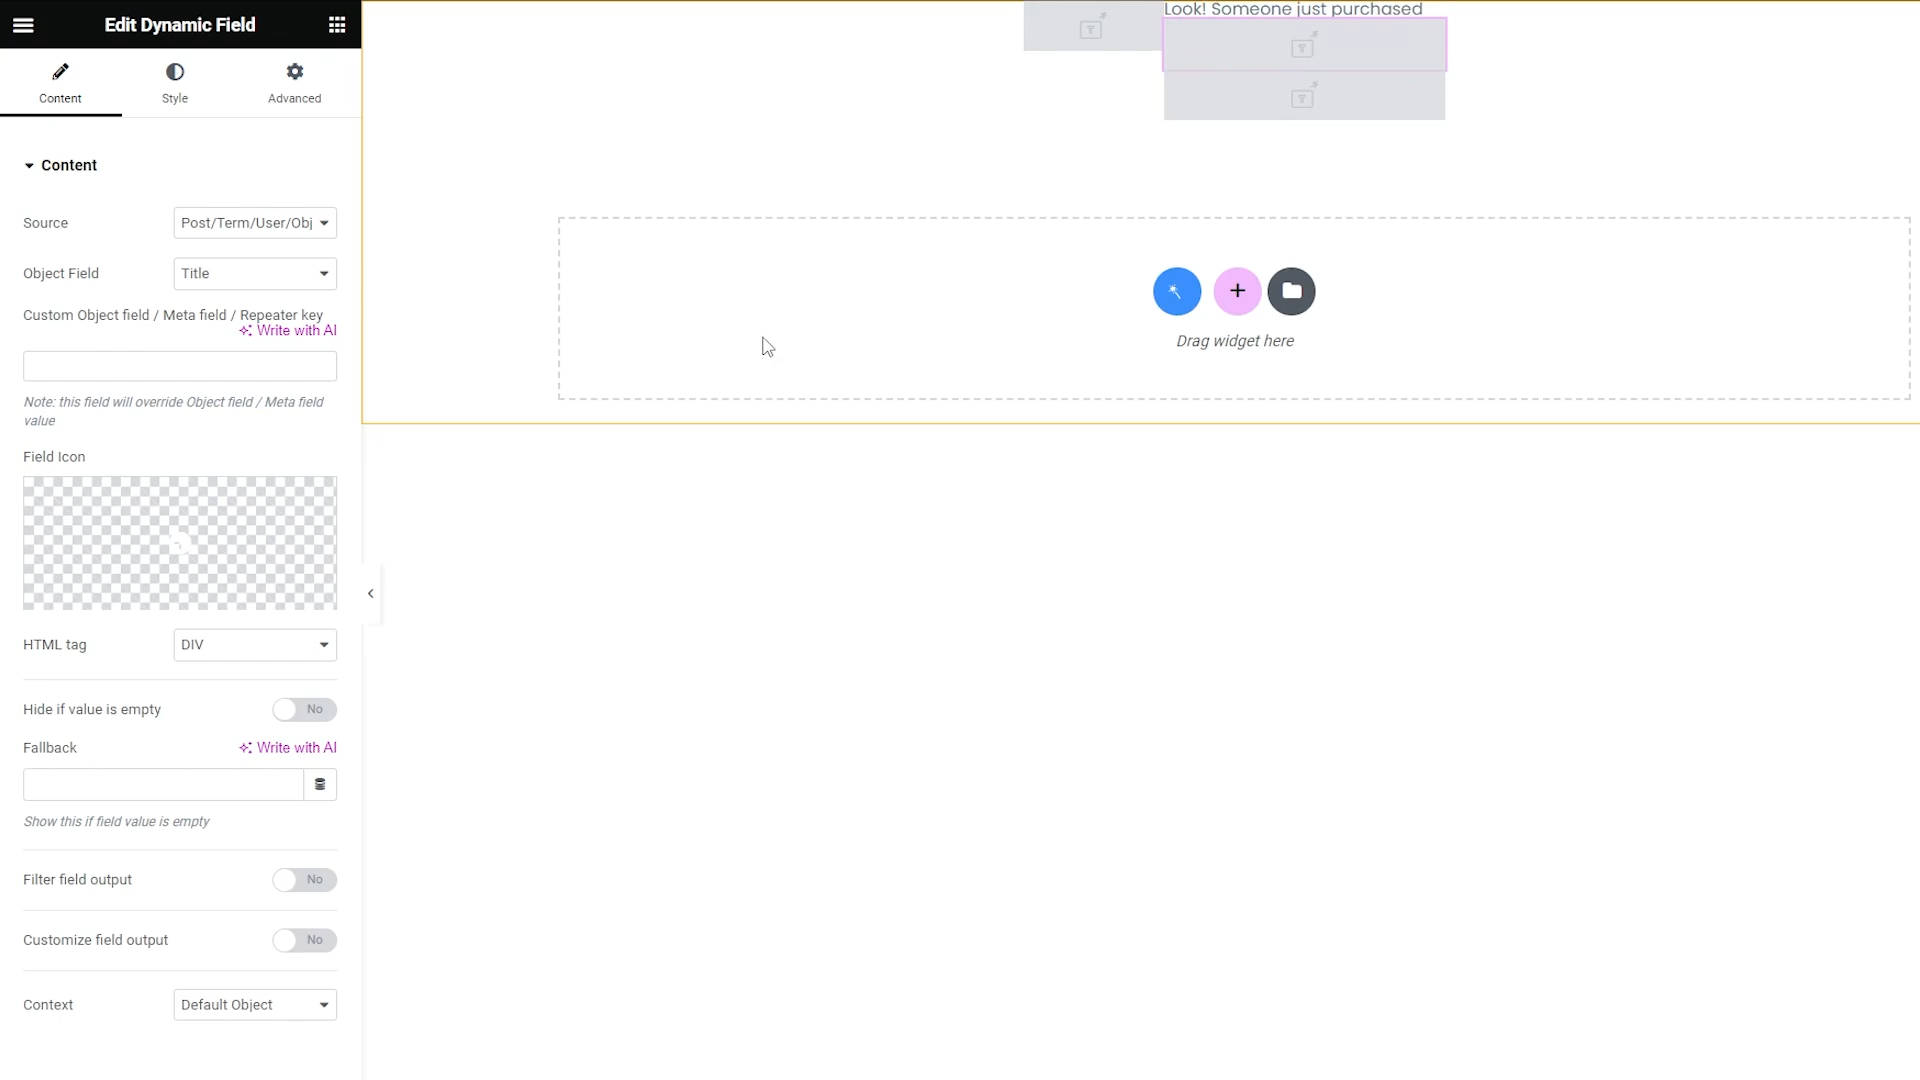 Edit Dynamic Field
Content
Style
Advanced
Content
Source
Post/Term/User/Obj
Object Field
Title
Custom Object field / Meta field / Repeater key
Write with AI
Note: this field will override Object field / Meta field
value
Field Icon
HTML tag
DIV
Hide if value is empty
No
Fallback
Write with AI
Show this if field value is empty
Filter field output
No
Customize field output
No
Context
Default Object
Look! Someone just purchased
Drag widget here